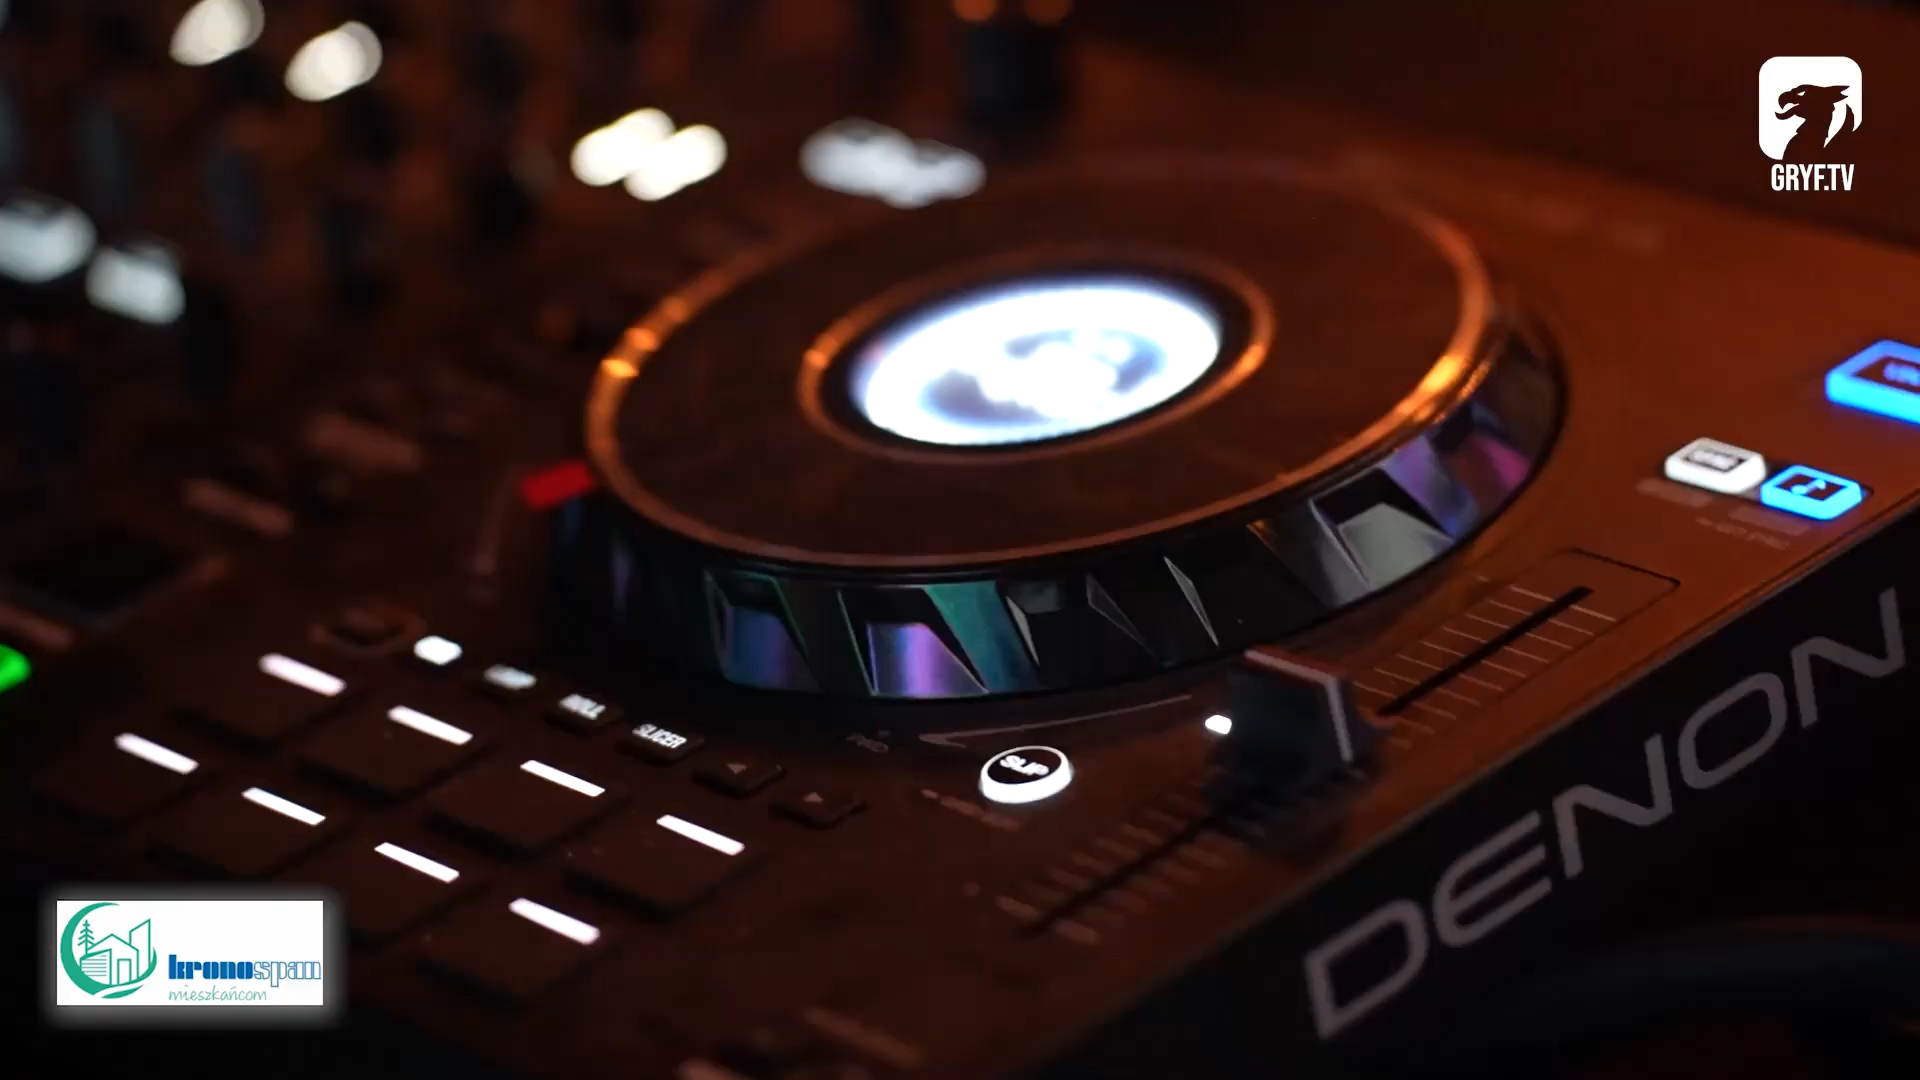 GRYF.TV
ROLL
SLICER
SLIP
DENON
kronospan
mieszkańcom